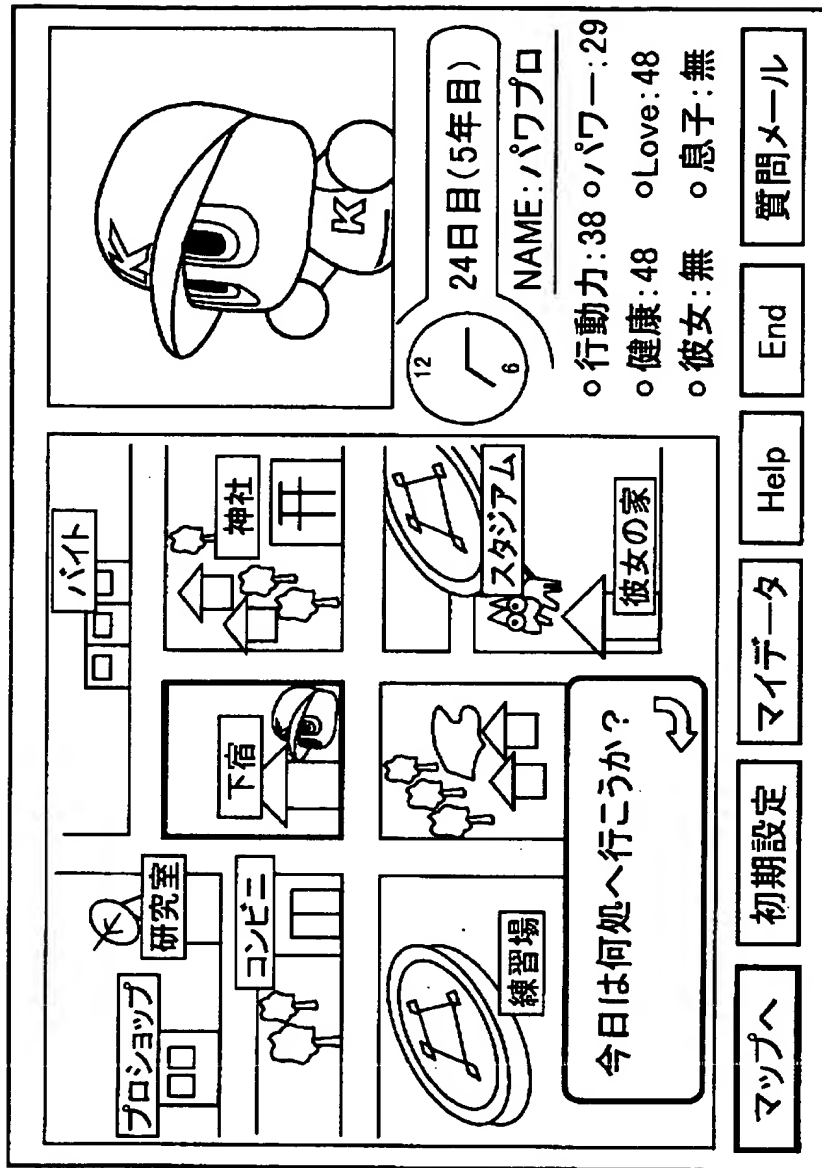 プロショップ
研究室
バイト
コンビニ
下宿
神社
練習場
スタジアム
彼女の家
今日は何処へ行こうか?
K
K
12
6
24日目(5年目)
NAME:パワプロ
○行動力:38 ○パワー:29
○健康:48 ○Love:48
○彼女:無 ○息子:無
マップへ
初期設定
マイデータ
Help
End
質問メール